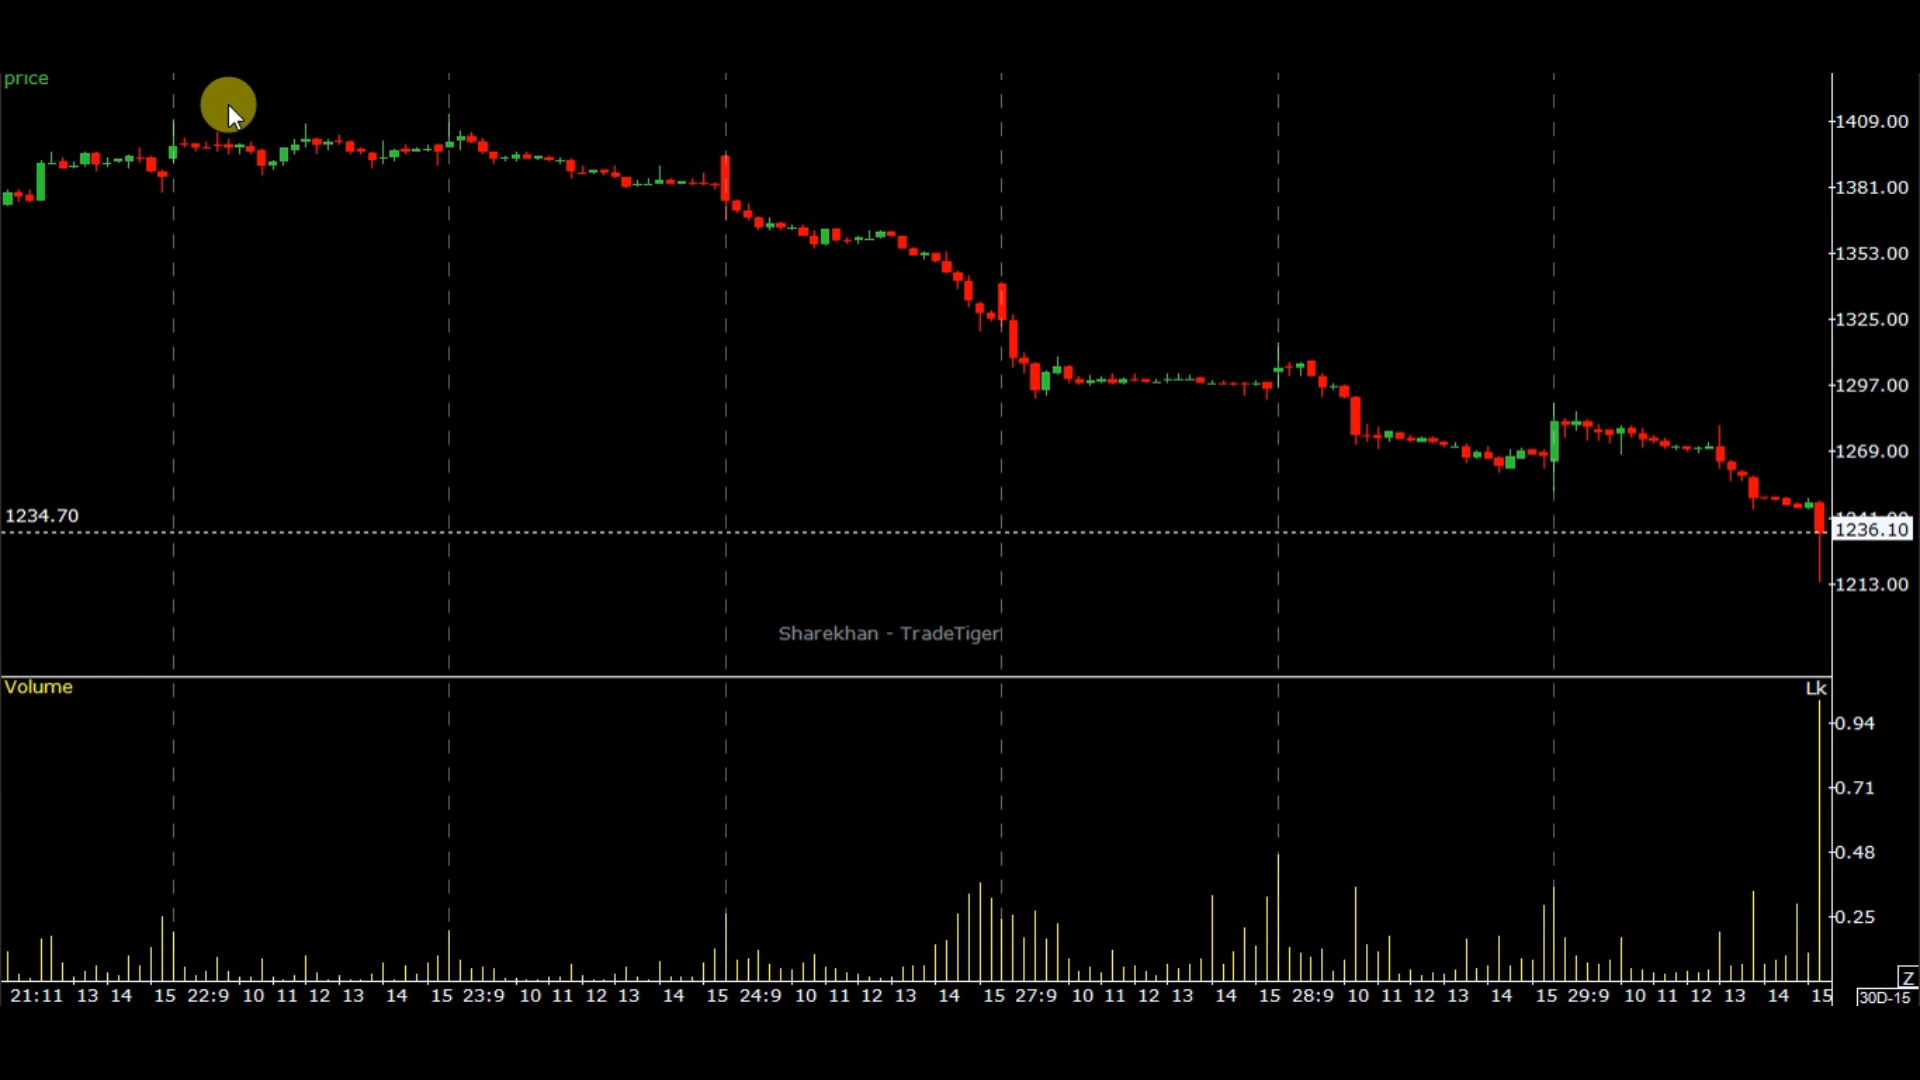 price
1409.00
1381.00
1353.00
1325.00
1297.00
1269.00
1234.70
1236.10
1213.00
Sharekhan - TradeTiger
Volume
Lk
0.94
0.71
0.48
0.25
Z
21:11 13 14 15 22:9 10 11 12 13 14 15 23:9 10 11 12 13 14 15 24:9 10 11 12 13 14 15 27:9 10 11 12 13 14 15 28:9 10 11 12 13 14 15 29:9 10 11 12 13 14 15
30D-15